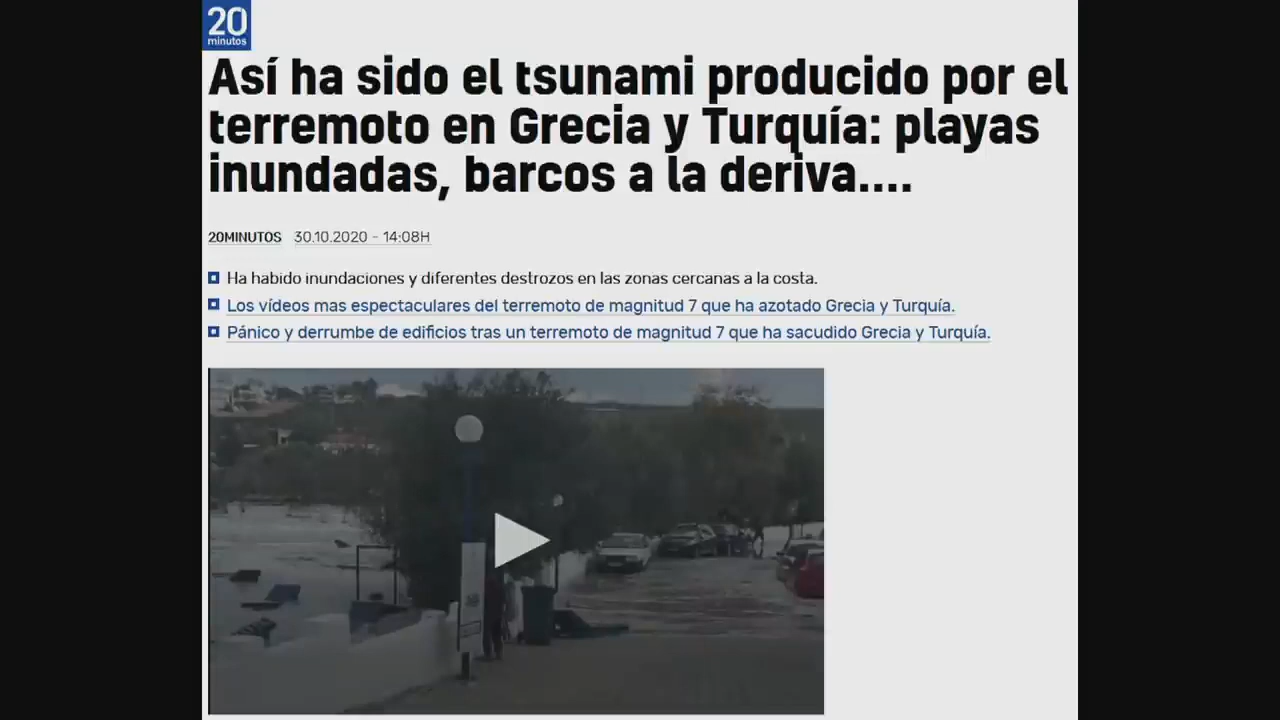 20
minutos
Así ha sido el tsunami producido por el
terremoto en Grecia y Turquía: playas
inundadas, barcos a la deriva....
20MINUTOS 30.10.2020 - 14:08H
Ha habido inundaciones y diferentes destrozos en las zonas cercanas a la costa.
Los vídeos mas espectaculares del terremoto de magnitud 7 que ha azotado Grecia y Turquía.
Pánico y derrumbe de edificios tras un terremoto de magnitud 7 que ha sacudido Grecia y Turquía.